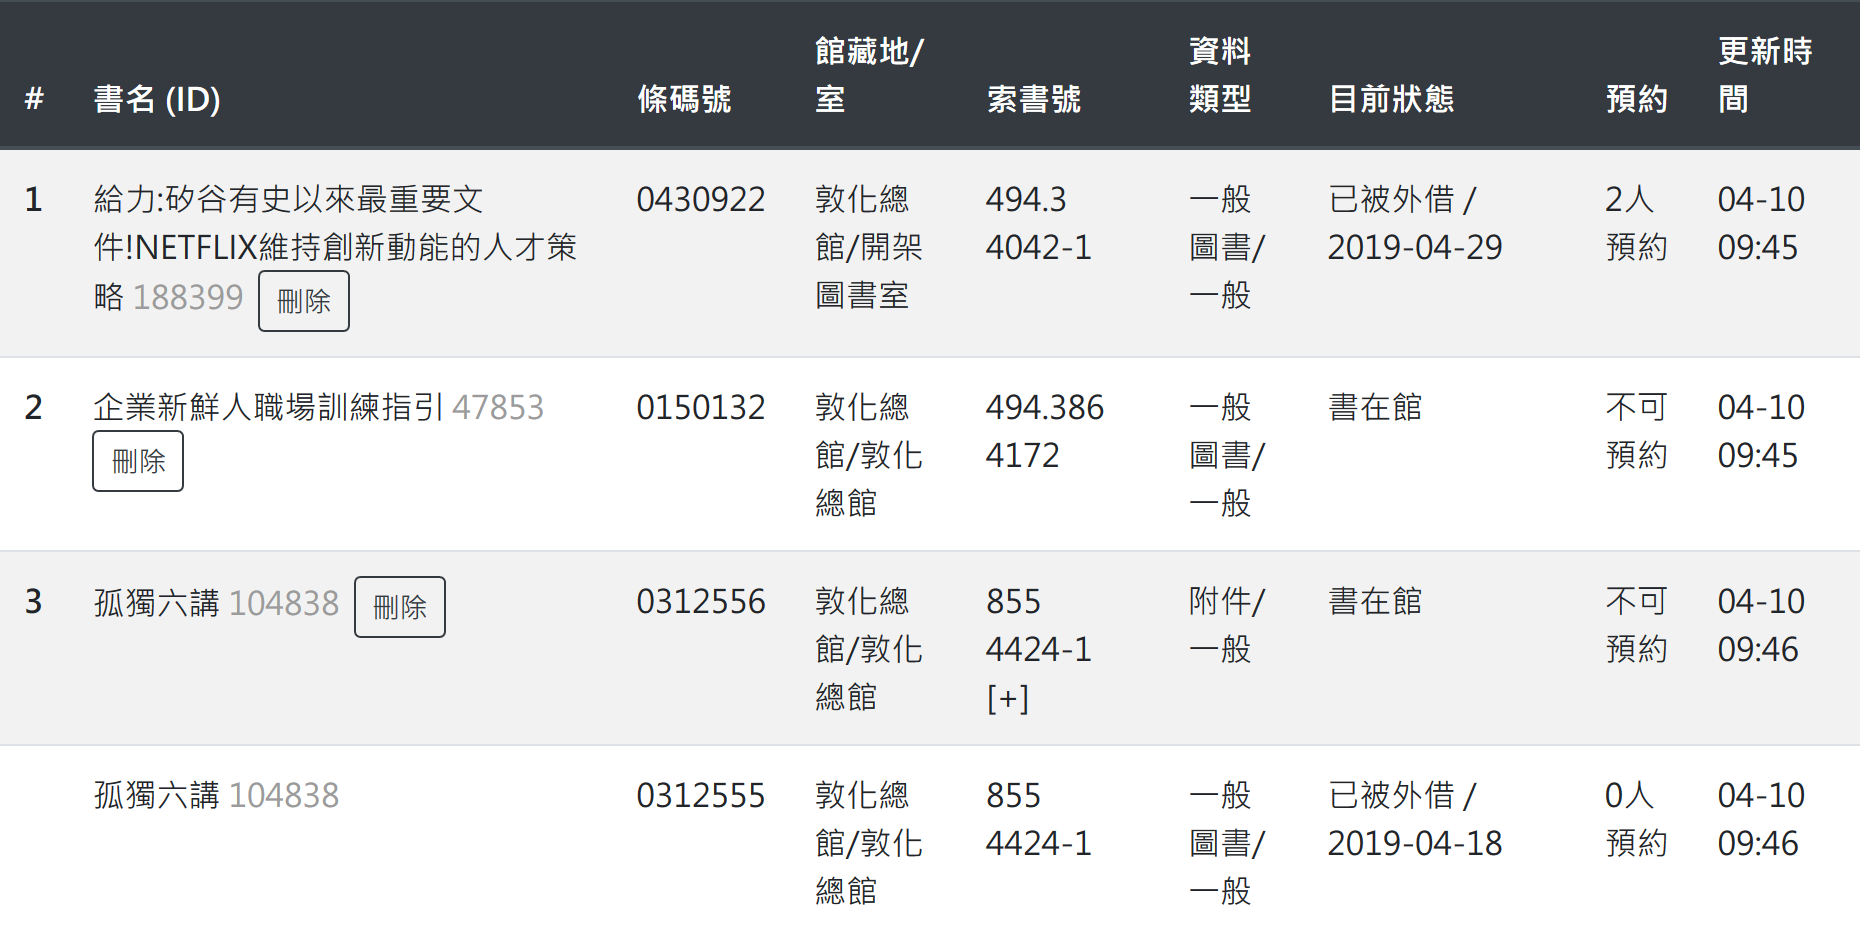 # 書名 (ID) 條碼號 館藏地/室 索書號 資料類型 目前狀態 預約 更新時間
1
給力:矽谷有史以來最重要文
件!NETFLIX維持創新動能的人才策
略 188399 刪除
0430922
敦化總
館/開架
圖書室
494.3
4042-1
一般
圖書/
一般
已被外借 /
2019-04-29
2人
預約
04-10
09:45
2
企業新鮮人職場訓練指引 47853
刪除
0150132
敦化總
館/敦化
總館
494.386
4172
一般
圖書/
一般
書在館
不可
預約
04-10
09:45
3
孤獨六講 104838 刪除
0312556
敦化總
館/敦化
總館
855
4424-1
[+]
附件/
一般
書在館
不可
預約
04-10
09:46
孤獨六講 104838
0312555
敦化總
館/敦化
總館
855
4424-1
一般
圖書/
一般
已被外借 /
2019-04-18
0人
預約
04-10
09:46